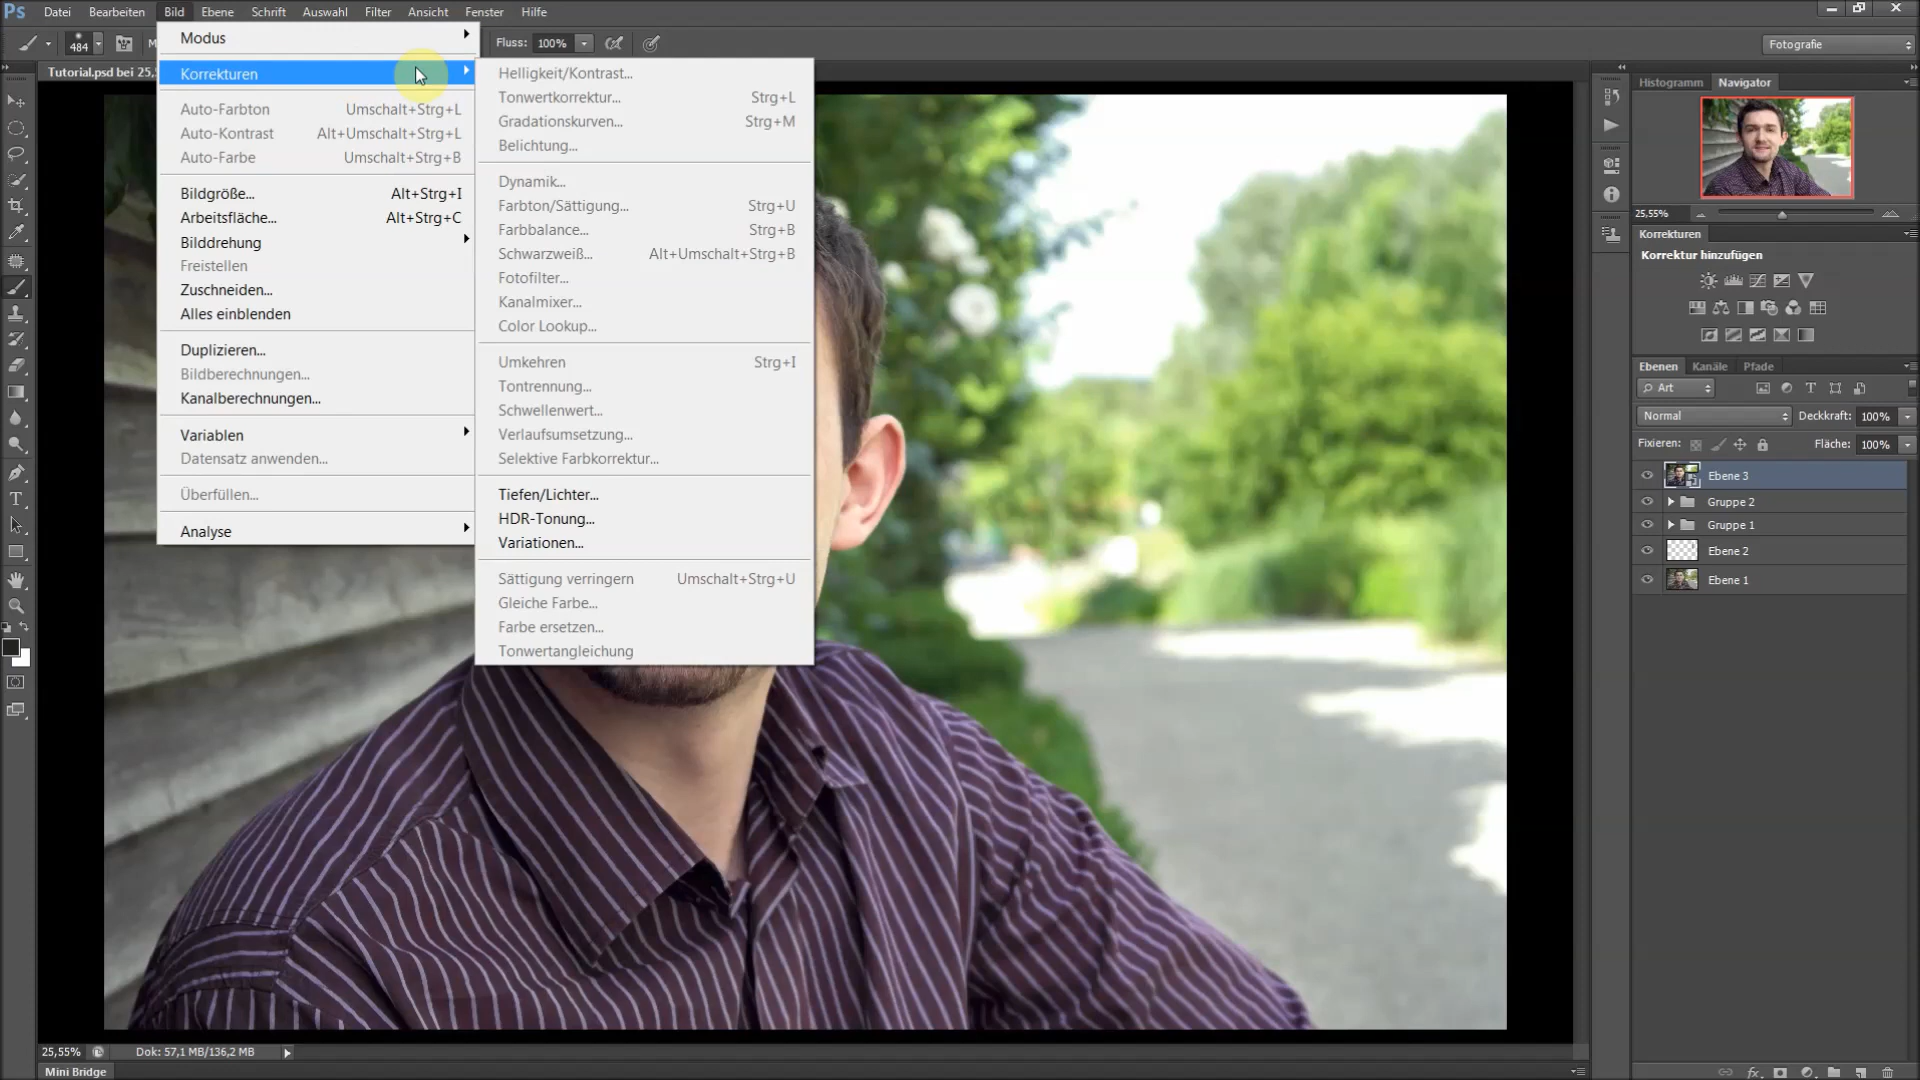 Ps Datei Bearbeiten Bild Ebene Schrift Auswahl Filter Ansicht Fenster Hilfe
484 M Fluss: 100% Fotografie
Tutorial.psd bei 25,5
Modus
Korrekturen
Auto-Farbton Umschalt+Strg+L
Auto-Kontrast Alt+Umschalt+Strg+L
Auto-Farbe Umschalt+Strg+B
Bildgröße... Alt+Strg+I
Arbeitsfläche... Alt+Strg+C
Bilddrehung
Freistellen
Zuschneiden...
Alles einblenden
Duplizieren...
Bildberechnungen...
Kanalberechnungen...
Variablen
Datensatz anwenden...
Überfüllen...
Analyse
Helligkeit/Kontrast...
Tonwertkorrektur... Strg+L
Gradationskurven... Strg+M
Belichtung...
Dynamik...
Farbton/Sättigung... Strg+U
Farbbalance... Strg+B
Schwarzweiß... Alt+Umschalt+Strg+B
Fotofilter...
Kanalmixer...
Color Lookup...
Umkehren Strg+I
Tontrennung...
Schwellenwert...
Verlaufsumsetzung...
Selektive Farbkorrektur...
Tiefen/Lichter...
HDR-Tonung...
Variationen...
Sättigung verringern Umschalt+Strg+U
Gleiche Farbe...
Farbe ersetzen...
Tonwertangleichung
Histogramm Navigator
25,55%
Korrekturen
Korrektur hinzufügen
Ebenen Kanäle Pfade
Art
Normal Deckkraft: 100%
Fixieren: Fläche: 100%
Ebene 3
Gruppe 2
Gruppe 1
Ebene 2
Ebene 1
25,55% Dok: 57,1 MB/136,2 MB
Mini Bridge